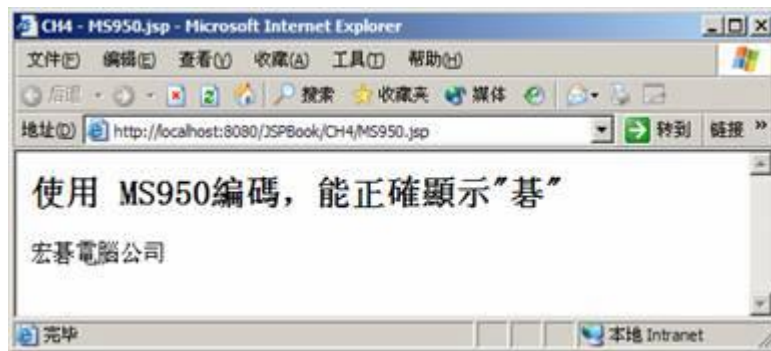 CH4 - MS950.jsp - Microsoft Internet Explorer
文件(F) 编辑(E) 查看(V) 收藏(A) 工具(T) 帮助(H)
后退 搜索 收藏夹 媒体
地址(D) http://localhost:8080/JSPBook/CH4/MS950.jsp 转到 链接 »
使用 MS950編碼，能正確顯示"碁"
宏碁電腦公司
完毕 本地 Intranet